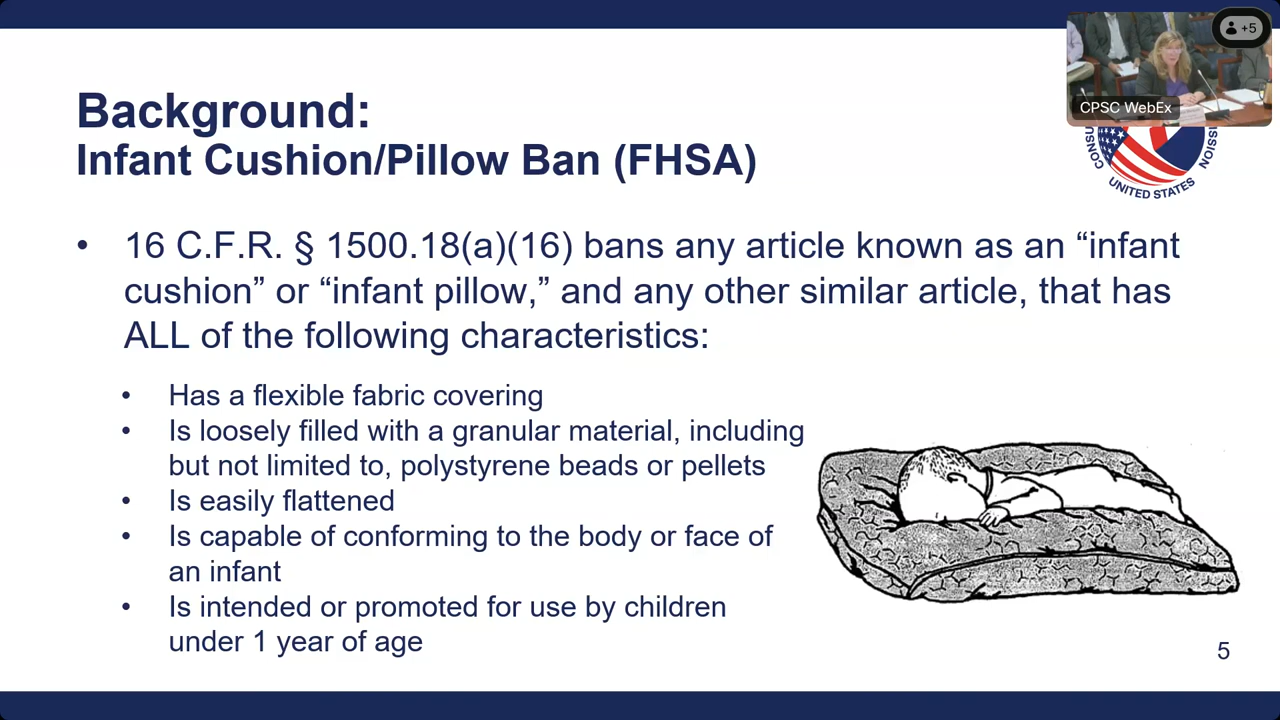 +5
CPSC WebEx
Background:
Infant Cushion/Pillow Ban (FHSA)
UNITED STATES
• 16 C.F.R. § 1500.18(a)(16) bans any article known as an “infant
cushion” or “infant pillow,” and any other similar article, that has
ALL of the following characteristics:
• Has a flexible fabric covering
• Is loosely filled with a granular material, including
but not limited to, polystyrene beads or pellets
• Is easily flattened
• Is capable of conforming to the body or face of
an infant
• Is intended or promoted for use by children
under 1 year of age
5